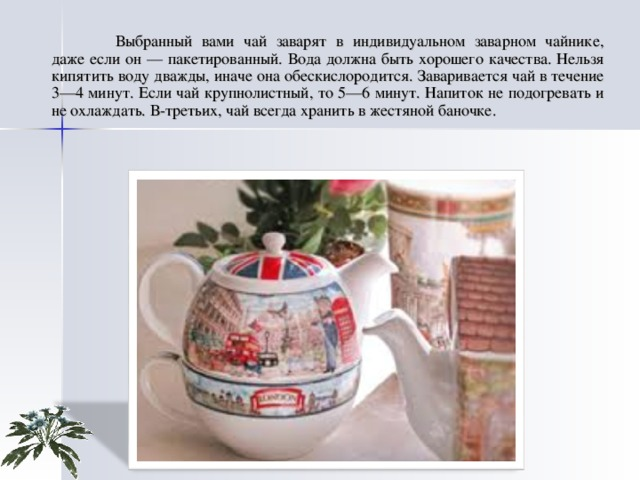 Выбранный вами чай заварят в индивидуальном заварном чайнике,
даже если он — пакетированный. Вода должна быть хорошего качества. Нельзя
кипятить воду дважды, иначе она обескислородится. Заваривается чай в течение
3—4 минут. Если чай крупнолистный, то 5—6 минут. Напиток не подогревать и
не охлаждать. В-третьих, чай всегда хранить в жестяной баночке.
LONDON